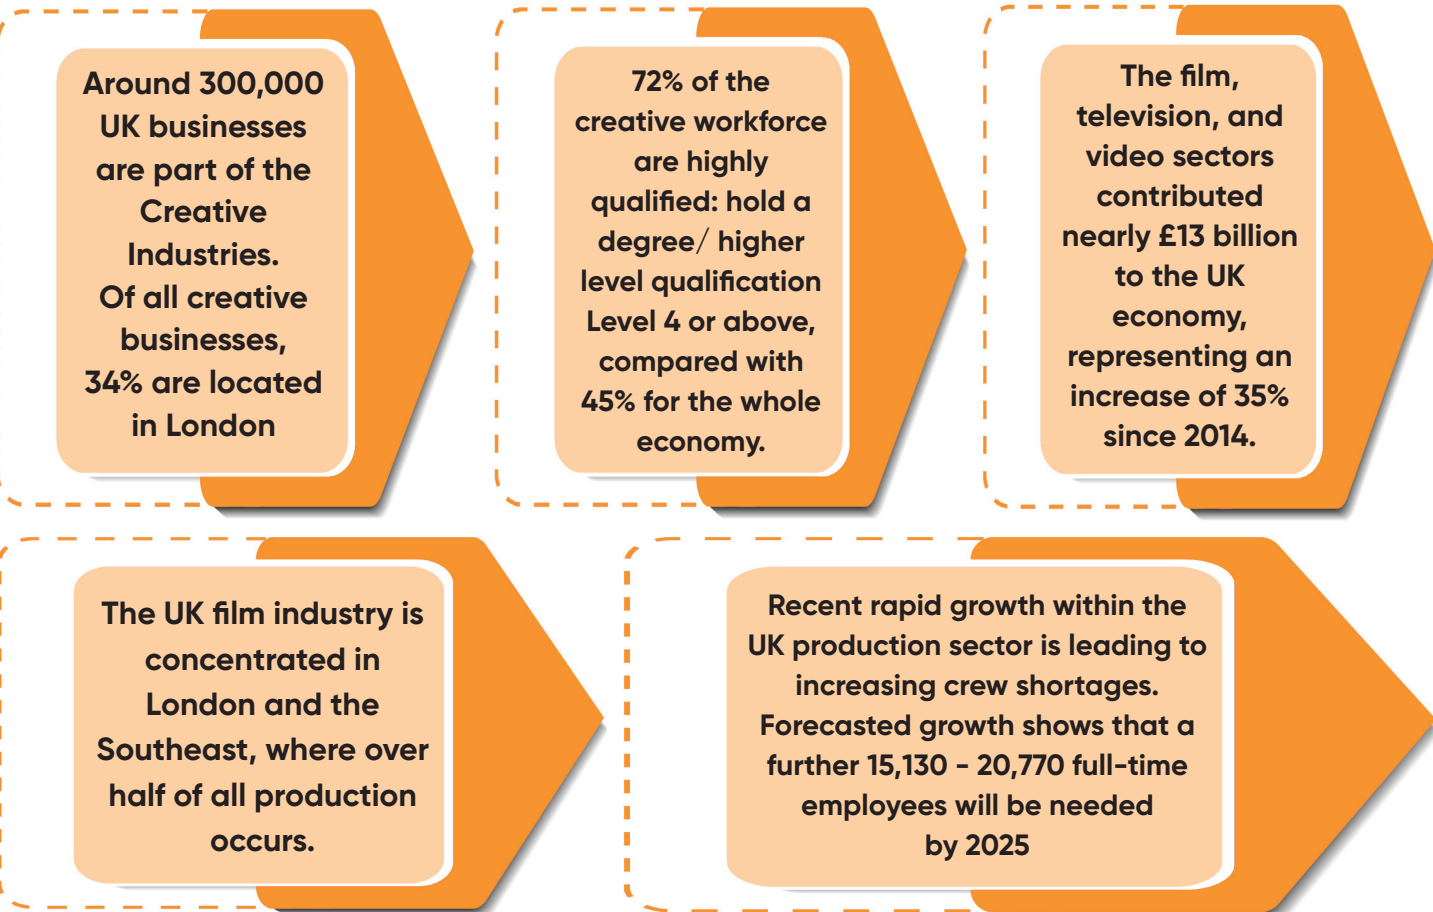 Around 300,000
UK businesses
are part of the
Creative
Industries.
Of all creative
businesses,
34% are located
in London
72% of the
creative workforce
are highly
qualified: hold a
degree/ higher
level qualification
Level 4 or above,
compared with
45% for the whole
economy.
The film,
television, and
video sectors
contributed
nearly £13 billion
to the UK
economy,
representing an
increase of 35%
since 2014.
The UK film industry is
concentrated in
London and the
Southeast, where over
half of all production
occurs.
Recent rapid growth within the
UK production sector is leading to
increasing crew shortages.
Forecasted growth shows that a
further 15,130 - 20,770 full-time
employees will be needed
by 2025